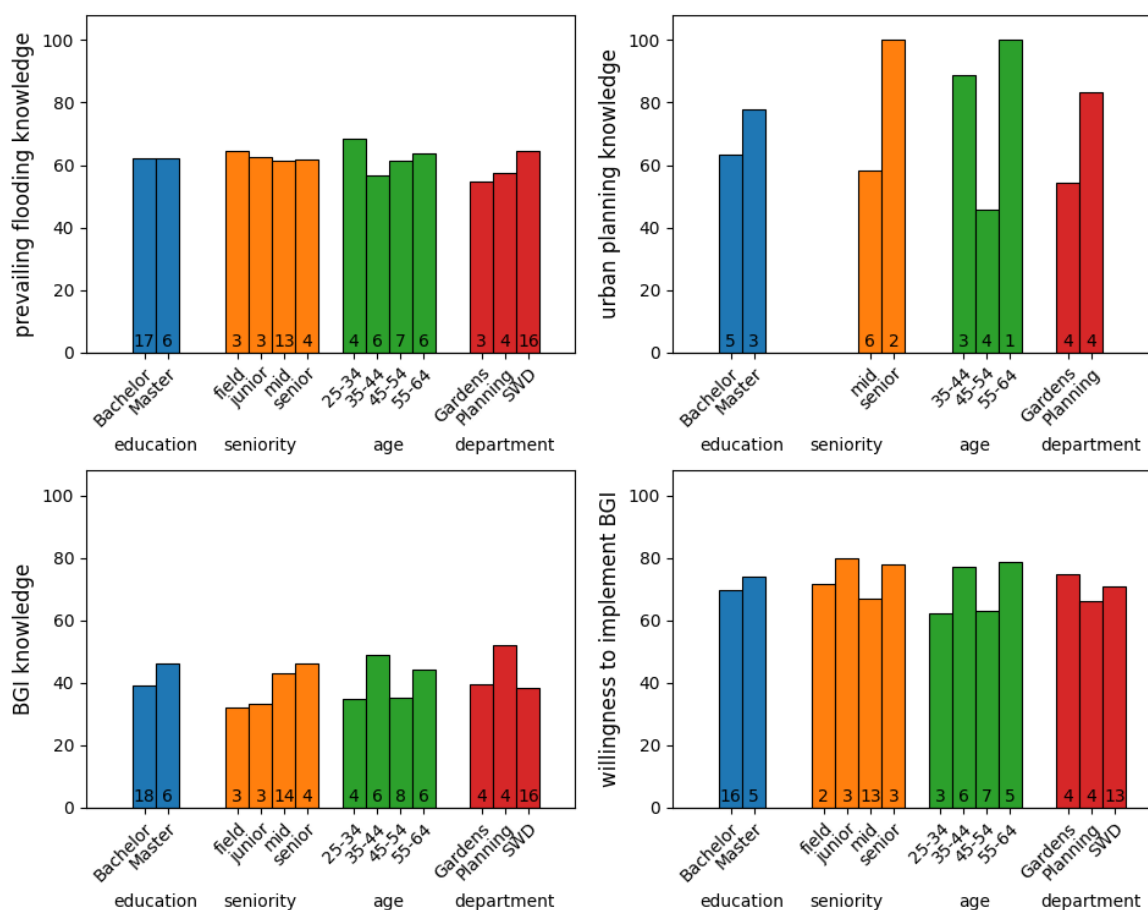 prevailing flooding knowledge
100
80
60
40
20
0
17 6 3 3 13 4 4 6 7 6 3 4 16
Bachelor Master field junior mid senior 25-34 35-44 45-54 55-64 Gardens Planning SWD
education seniority age department
urban planning knowledge
100
80
60
40
20
0
5 3 6 2 3 4 1 4 4
Bachelor Master mid senior 35-44 45-54 55-64 Gardens Planning
education seniority age department
BGI knowledge
100
80
60
40
20
0
18 6 3 3 14 4 4 6 8 6 4 4 16
Bachelor Master field junior mid senior 25-34 35-44 45-54 55-64 Gardens Planning SWD
education seniority age department
willingness to implement BGI
100
80
60
40
20
0
16 5 2 3 13 3 3 6 7 5 4 4 13
Bachelor Master field junior mid senior 25-34 35-44 45-54 55-64 Gardens Planning SWD
education seniority age department